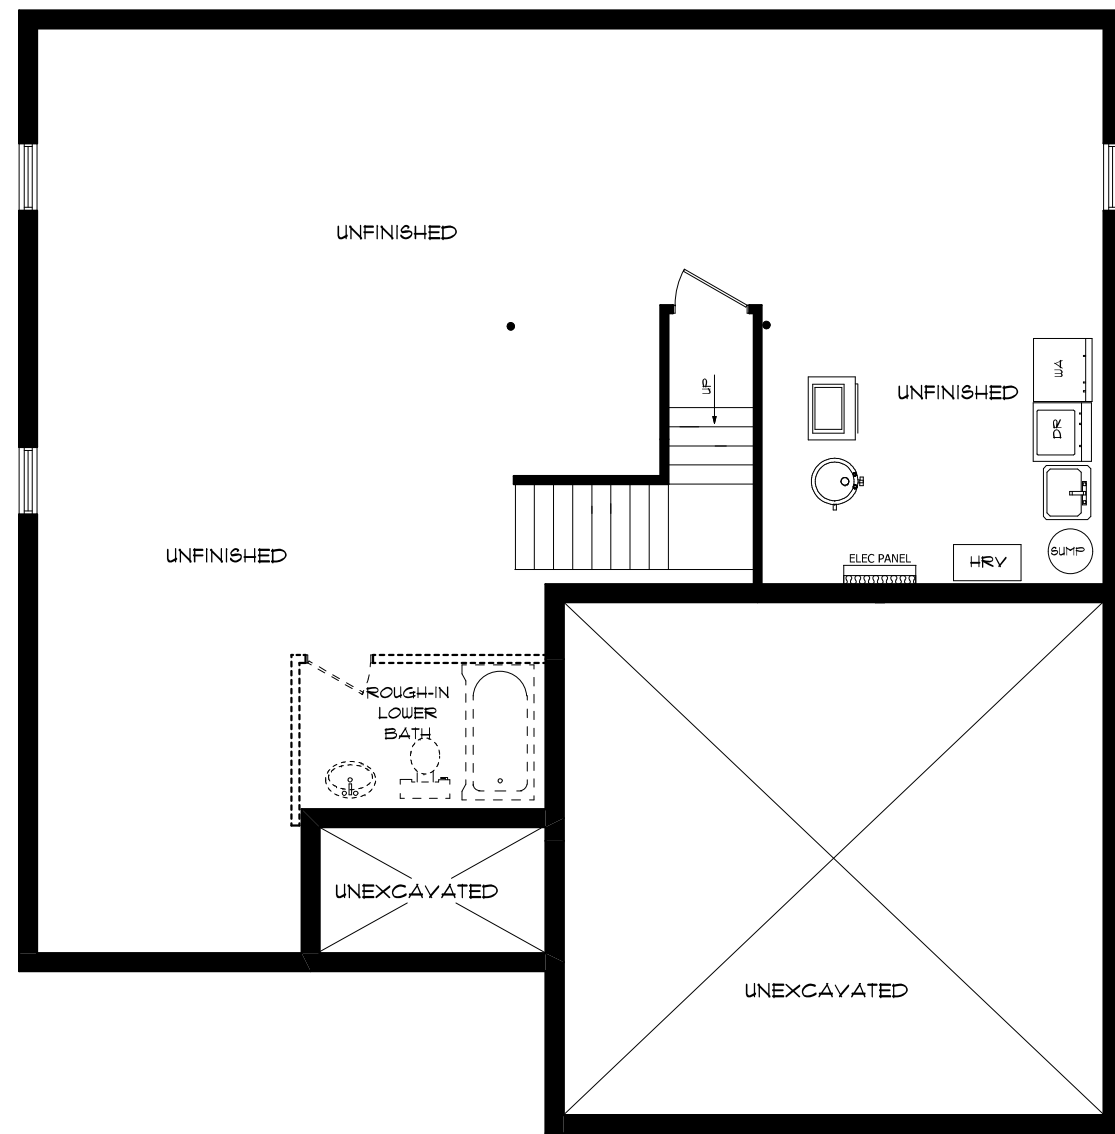 UNFINISHED
UP
UNFINISHED
WA
DR
UNFINISHED
ELEC PANEL
HRV
SUMP
ROUGH-IN
LOWER
BATH
UNEXCAVATED
UNEXCAVATED